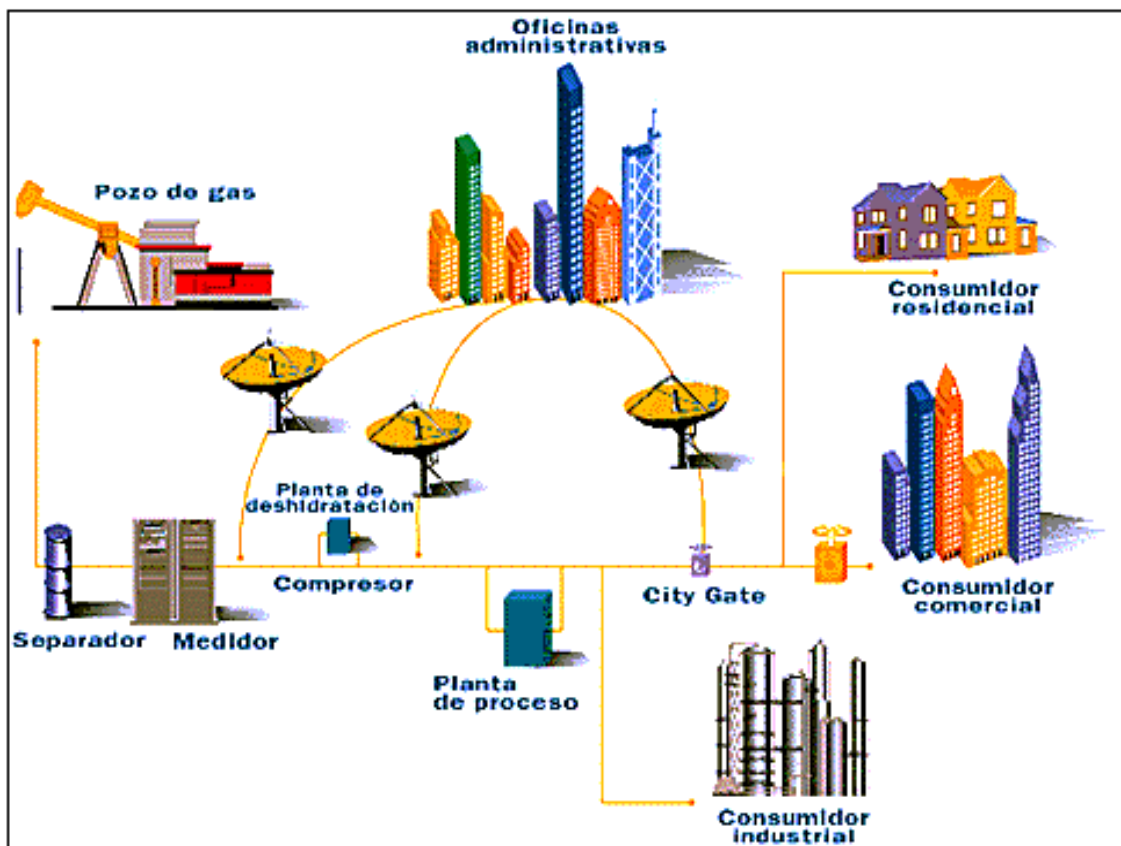 Oficinas
administrativas
Pozo de gas
Consumidor
residencial
Planta de
deshidratación
Compresor
City Gate
Consumidor
comercial
Separador
Medidor
Planta
de proceso
Consumidor
industrial